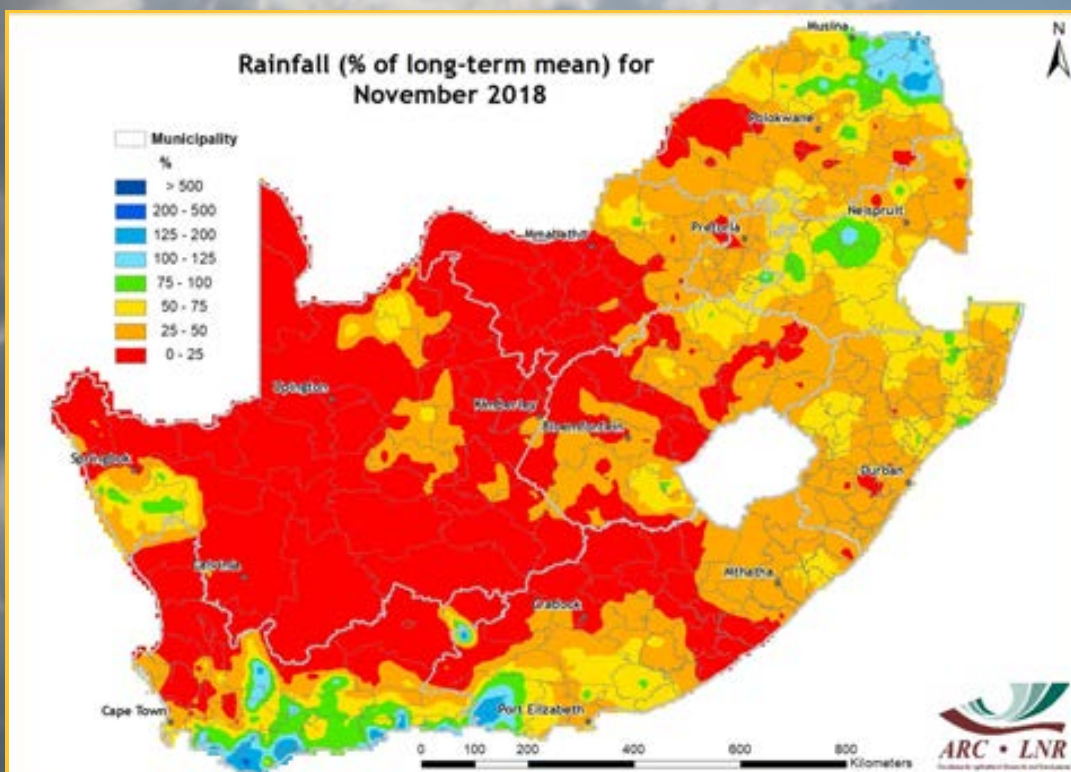 Rainfall (% of long-term mean) for
November 2018
N
Municipality
%
> 500
200 - 500
125 - 200
100 - 125
75 - 100
50 - 75
25 - 50
0 - 25
Musina
Polokwane
Nelspruit
Pretoria
Mmabatho
Upington
Kimberley
Bloemfontein
Springbok
Durban
Calvinia
Mthatha
Grabouw
Cape Town
Port Elizabeth
0 100 200 400 600 800
Kilometers
ARC • LNR